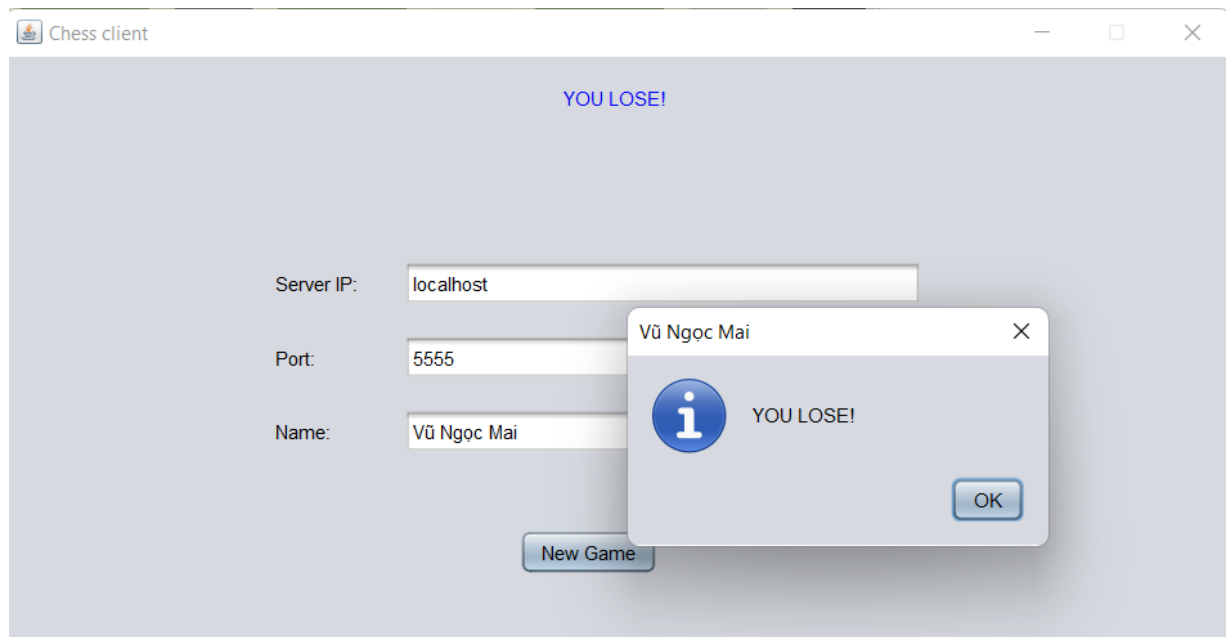 Chess client
YOU LOSE!
Server IP: localhost
Port: 5555
Name: Vũ Ngọc Mai
New Game
Vũ Ngọc Mai
YOU LOSE!
OK